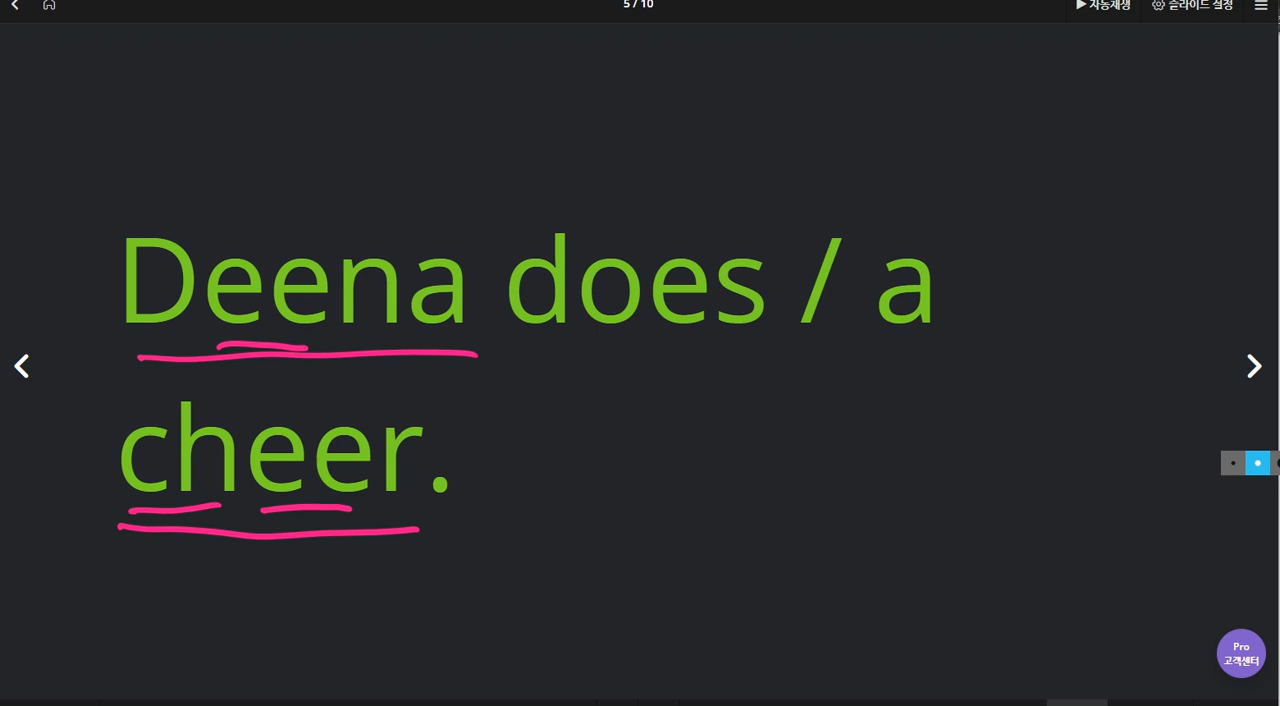 5 / 10
▶ 자동재생
슬라이드 설정
Deena does / a
cheer.
Pro
고객센터